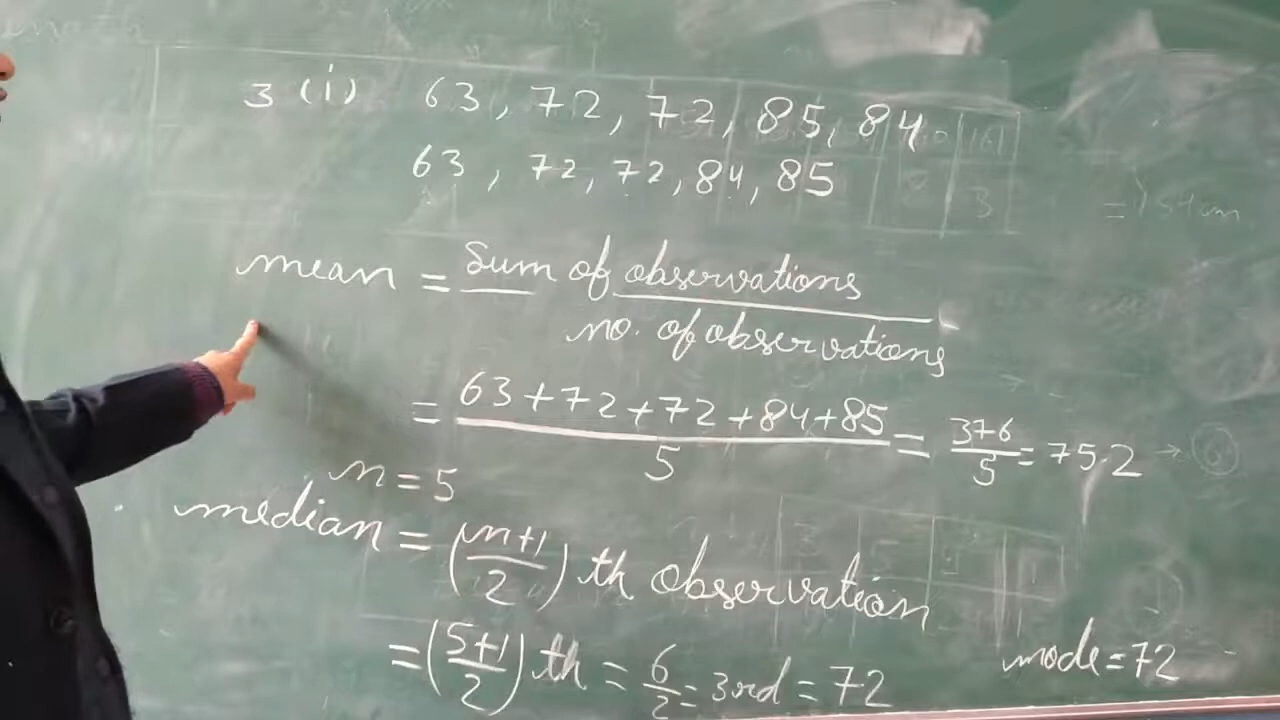 3 (i) 63, 72, 72, 85, 84
63, 72, 72, 84, 85
= 154 cm
mean = Sum of observations
no. of observations
= 63+72+72+84+85 / 5 = 376/5 = 75.2
n = 5
median = (n+1/2) th observation
= (5+1/2) th = 6/2 = 3rd = 72
mode = 72